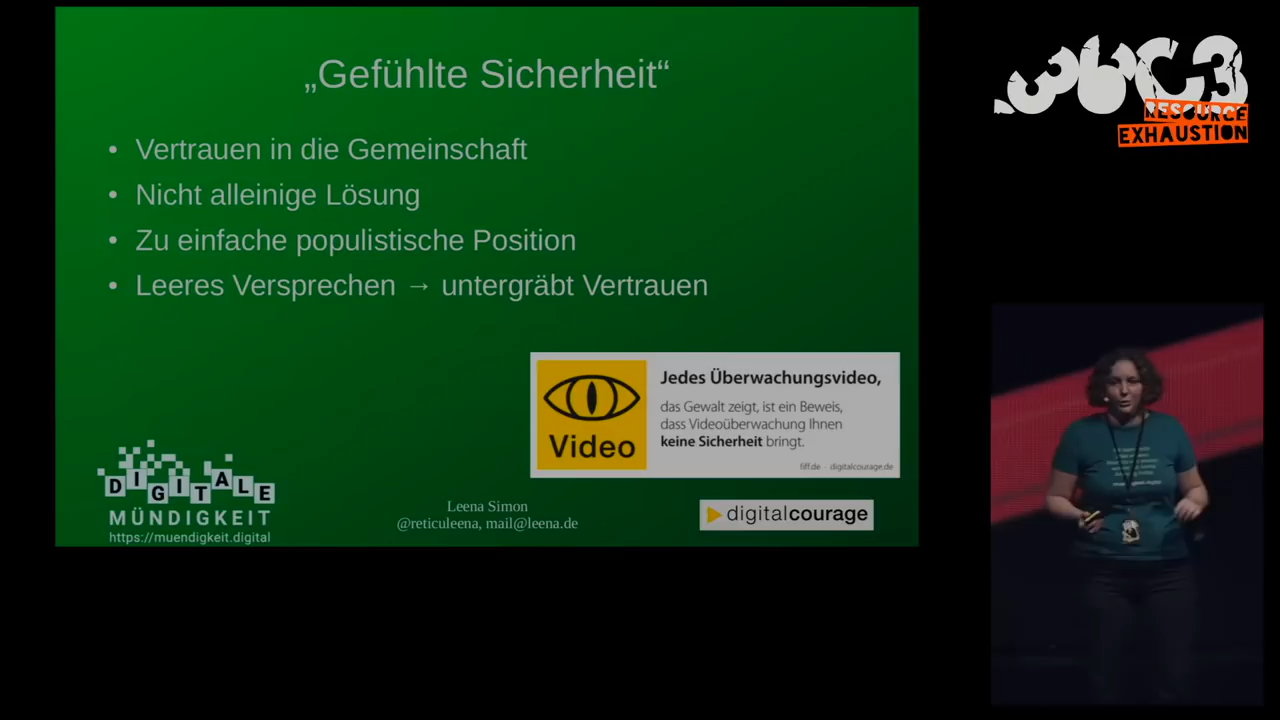 „Gefühlte Sicherheit“
• Vertrauen in die Gemeinschaft
• Nicht alleinige Lösung
• Zu einfache populistische Position
• Leeres Versprechen → untergräbt Vertrauen
Jedes Überwachungsvideo,
das Gewalt zeigt, ist ein Beweis,
dass Videoüberwachung Ihnen
keine Sicherheit bringt.
Video
fiff.de · digitalcourage.de
DIGITALE
MÜNDIGKEIT
https://muendigkeit.digital
Leena Simon
@reticuleena, mail@leena.de
digitalcourage
36C3
RESOURCE
EXHAUSTION